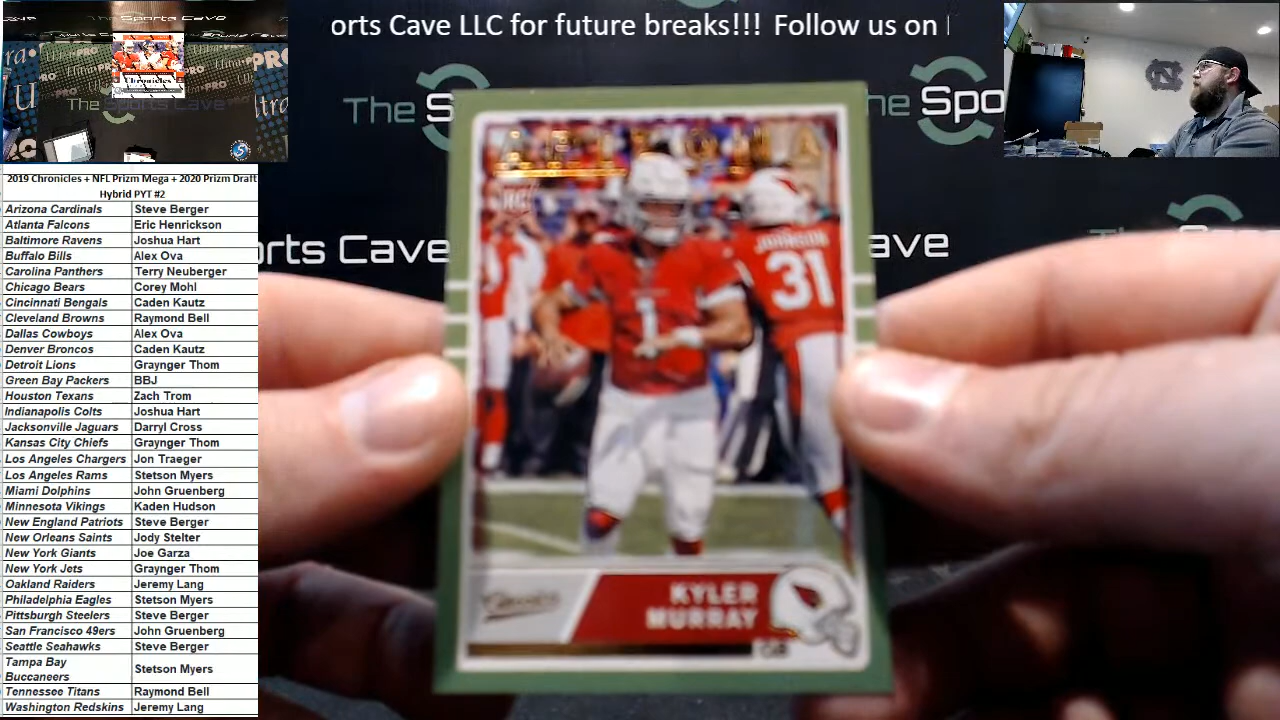 orts Cave LLC for future breaks!!! Follow us on
The Sports Cave
Chronicles
The Sports Cave
PRO
The S
he Spo
orts Cave
ave
2019 Chronicles + NFL Prizm Mega + 2020 Prizm Draft
Hybrid PYT #2
Arizona Cardinals Steve Berger
Atlanta Falcons Eric Henrickson
Baltimore Ravens Joshua Hart
Buffalo Bills Alex Ova
Carolina Panthers Terry Neuberger
Chicago Bears Corey Mohl
Cincinnati Bengals Caden Kautz
Cleveland Browns Raymond Bell
Dallas Cowboys Alex Ova
Denver Broncos Caden Kautz
Detroit Lions Graynger Thom
Green Bay Packers BBJ
Houston Texans Zach Trom
Indianapolis Colts Joshua Hart
Jacksonville Jaguars Darryl Cross
Kansas City Chiefs Graynger Thom
Los Angeles Chargers Jon Traeger
Los Angeles Rams Stetson Myers
Miami Dolphins John Gruenberg
Minnesota Vikings Kaden Hudson
New England Patriots Steve Berger
New Orleans Saints Jody Stelter
New York Giants Joe Garza
New York Jets Graynger Thom
Oakland Raiders Jeremy Lang
Philadelphia Eagles Stetson Myers
Pittsburgh Steelers Steve Berger
San Francisco 49ers John Gruenberg
Seattle Seahawks Steve Berger
Tampa Bay Buccaneers Stetson Myers
Tennessee Titans Raymond Bell
Washington Redskins Jeremy Lang
ARIZONA
RC
JOHNSON
31
1
Classics
KYLER
MURRAY
QB